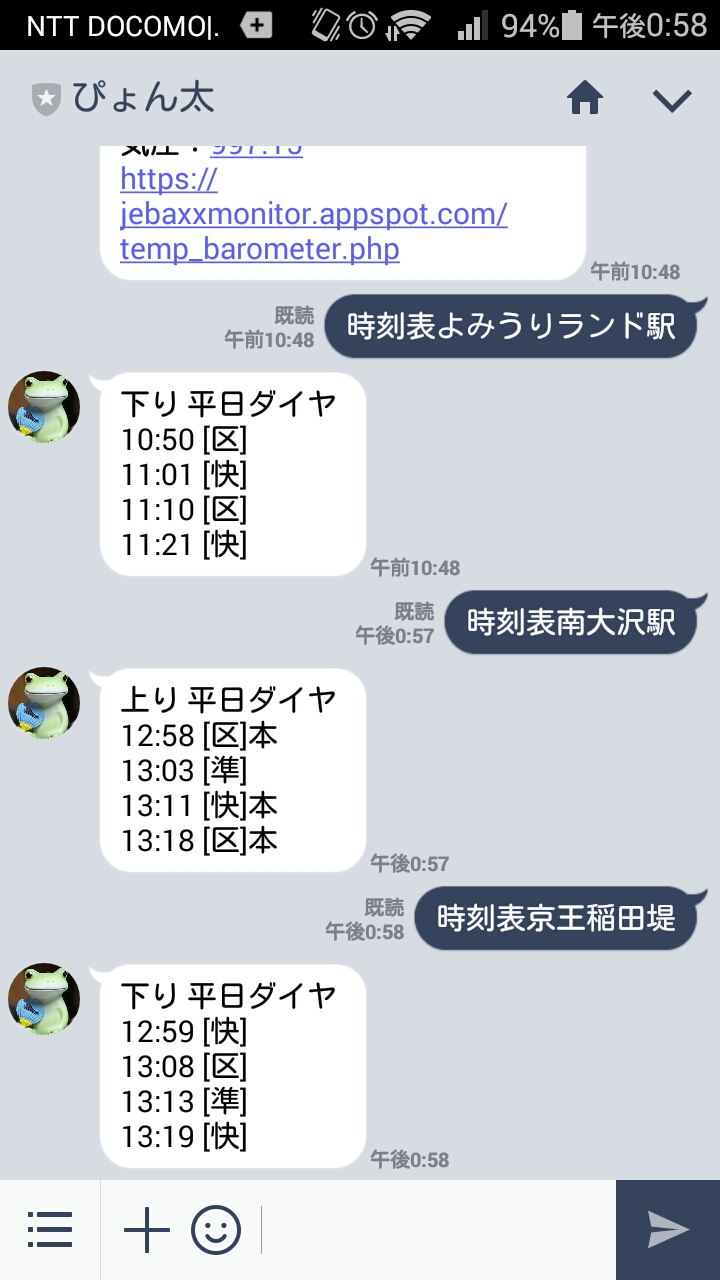 NTT DOCOMO|. 94% 午後0:58
ぴょん太
気圧：997.15
https://
jebaxxmonitor.appspot.com/
temp_barometer.php
午前10:48
既読
午前10:48
時刻表よみうりランド駅
下り 平日ダイヤ
10:50 [区]
11:01 [快]
11:10 [区]
11:21 [快]
午前10:48
既読
午後0:57
時刻表南大沢駅
上り 平日ダイヤ
12:58 [区]本
13:03 [準]
13:11 [快]本
13:18 [区]本
午後0:57
既読
午後0:58
時刻表京王稲田堤
下り 平日ダイヤ
12:59 [快]
13:08 [区]
13:13 [準]
13:19 [快]
午後0:58